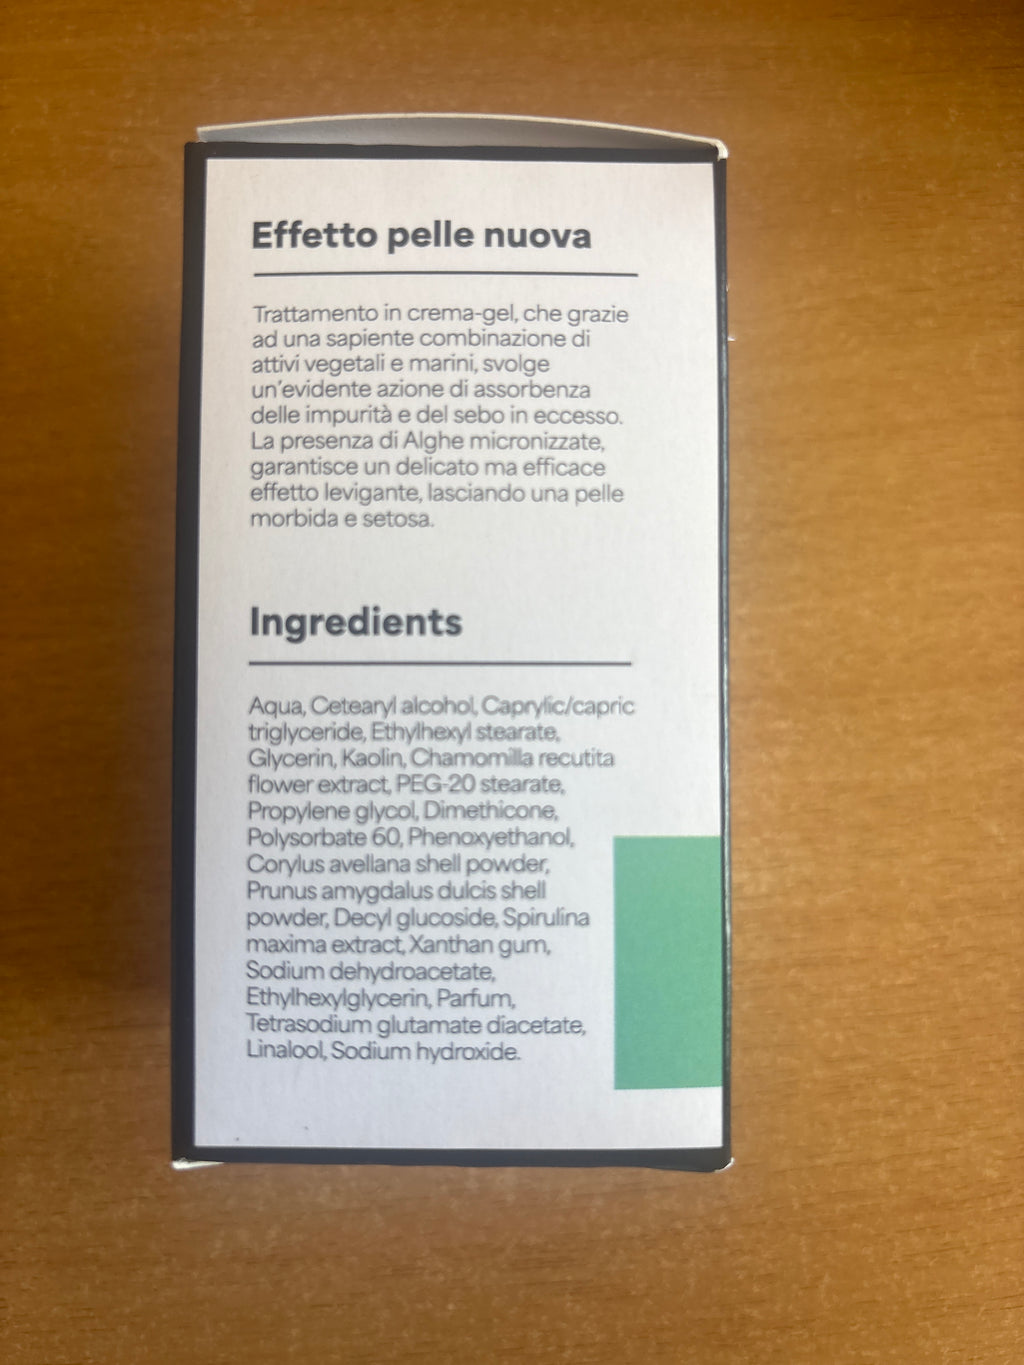 Effetto pelle nuova
Trattamento in crema-gel, che grazie
ad una sapiente combinazione di
attivi vegetali e marini, svolge
un'evidente azione di assorbenza
delle impurità e del sebo in eccesso.
La presenza di Alghe micronizzate,
garantisce un delicato ma efficace
effetto levigante, lasciando una pelle
morbida e setosa.
Ingredients
Aqua, Cetearyl alcohol, Caprylic/capric
triglyceride, Ethylhexyl stearate,
Glycerin, Kaolin, Chamomilla recutita
flower extract, PEG-20 stearate,
Propylene glycol, Dimethicone,
Polysorbate 60, Phenoxyethanol,
Corylus avellana shell powder,
Prunus amygdalus dulcis shell
powder, Decyl glucoside, Spirulina
maxima extract, Xanthan gum,
Sodium dehydroacetate,
Ethylhexylglycerin, Parfum,
Tetrasodium glutamate diacetate,
Linalool, Sodium hydroxide.